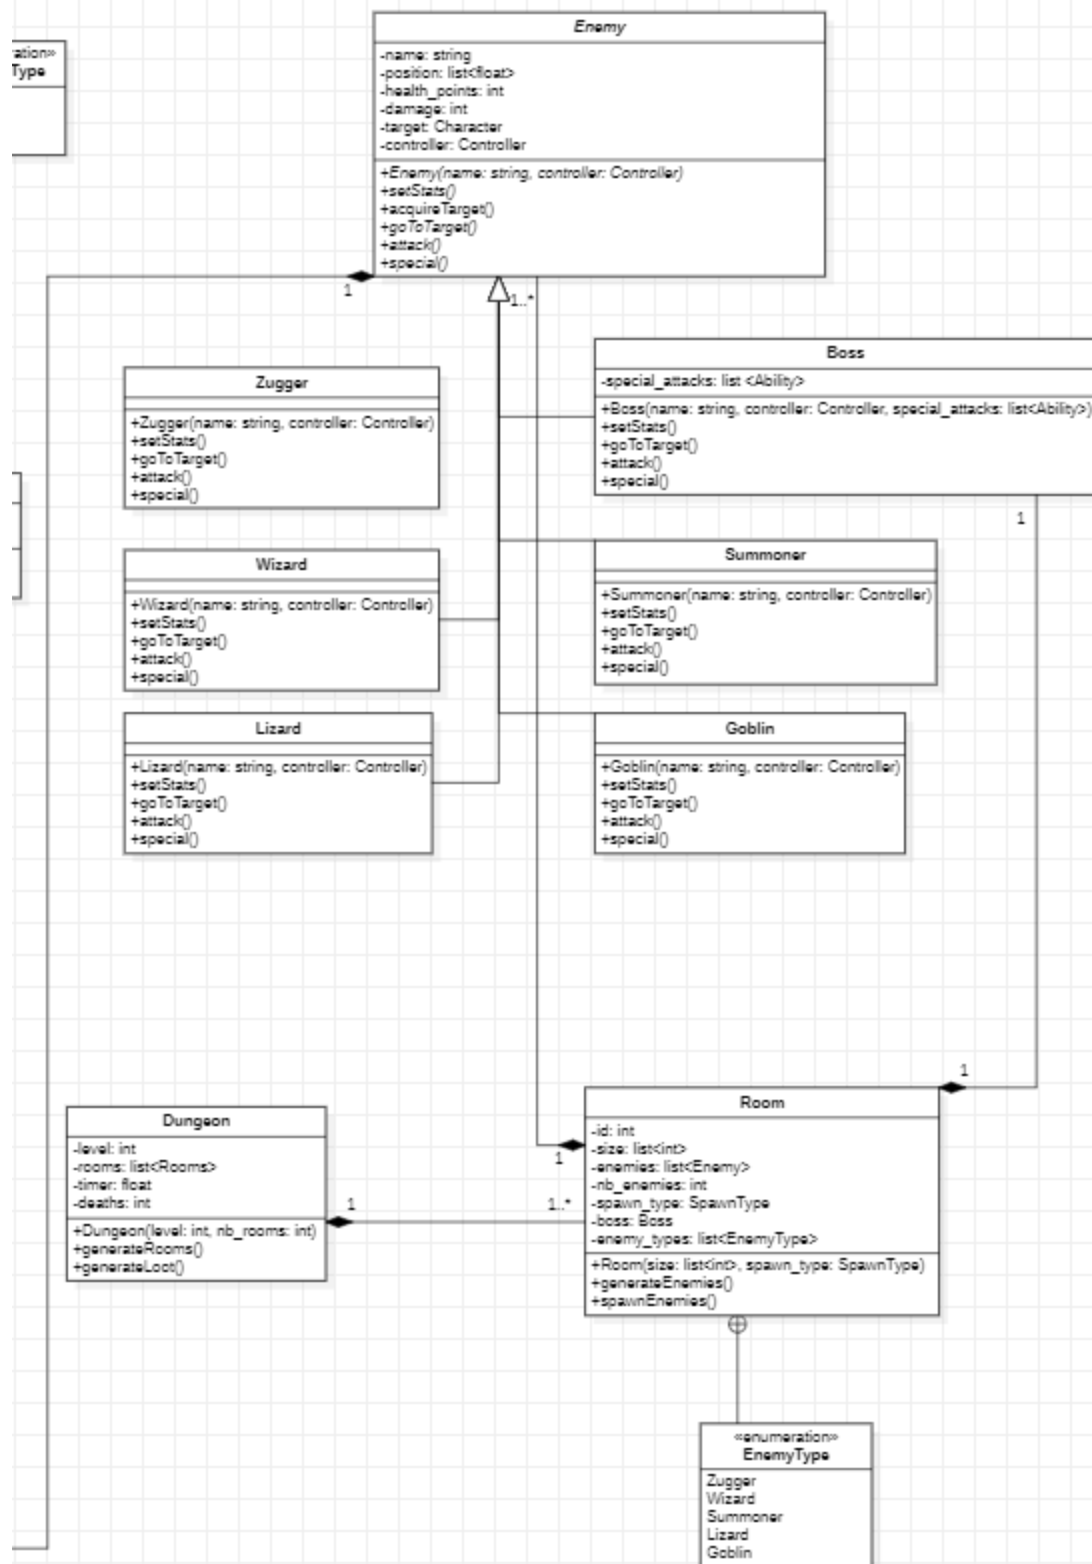 Enemy
-name: string
-position: list<float>
-health_points: int
-damage: int
-target: Character
-controller: Controller
+Enemy(name: string, controller: Controller)
+setStats()
+acquireTarget()
+goToTarget()
+attack()
+special()
ation»
Type
1
1..*
Zugger
+Zugger(name: string, controller: Controller)
+setStats()
+goToTarget()
+attack()
+special()
Boss
-special_attacks: list <Ability>
+Boss(name: string, controller: Controller, special_attacks: list<Ability>)
+setStats()
+goToTarget()
+attack()
+special()
1
Wizard
+Wizard(name: string, controller: Controller)
+setStats()
+goToTarget()
+attack()
+special()
Summoner
+Summoner(name: string, controller: Controller)
+setStats()
+goToTarget()
+attack()
+special()
Lizard
+Lizard(name: string, controller: Controller)
+setStats()
+goToTarget()
+attack()
+special()
Goblin
+Goblin(name: string, controller: Controller)
+setStats()
+goToTarget()
+attack()
+special()
1
Dungeon
-level: int
-rooms: list<Rooms>
-timer: float
-deaths: int
+Dungeon(level: int, nb_rooms: int)
+generateRooms()
+generateLoot()
1
1..*
1
Room
-id: int
-size: list<int>
-enemies: list<Enemy>
-nb_enemies: int
-spawn_type: SpawnType
-boss: Boss
-enemy_types: list<EnemyType>
+Room(size: list<int>, spawn_type: SpawnType)
+generateEnemies()
+spawnEnemies()
«enumeration»
EnemyType
Zugger
Wizard
Summoner
Lizard
Goblin